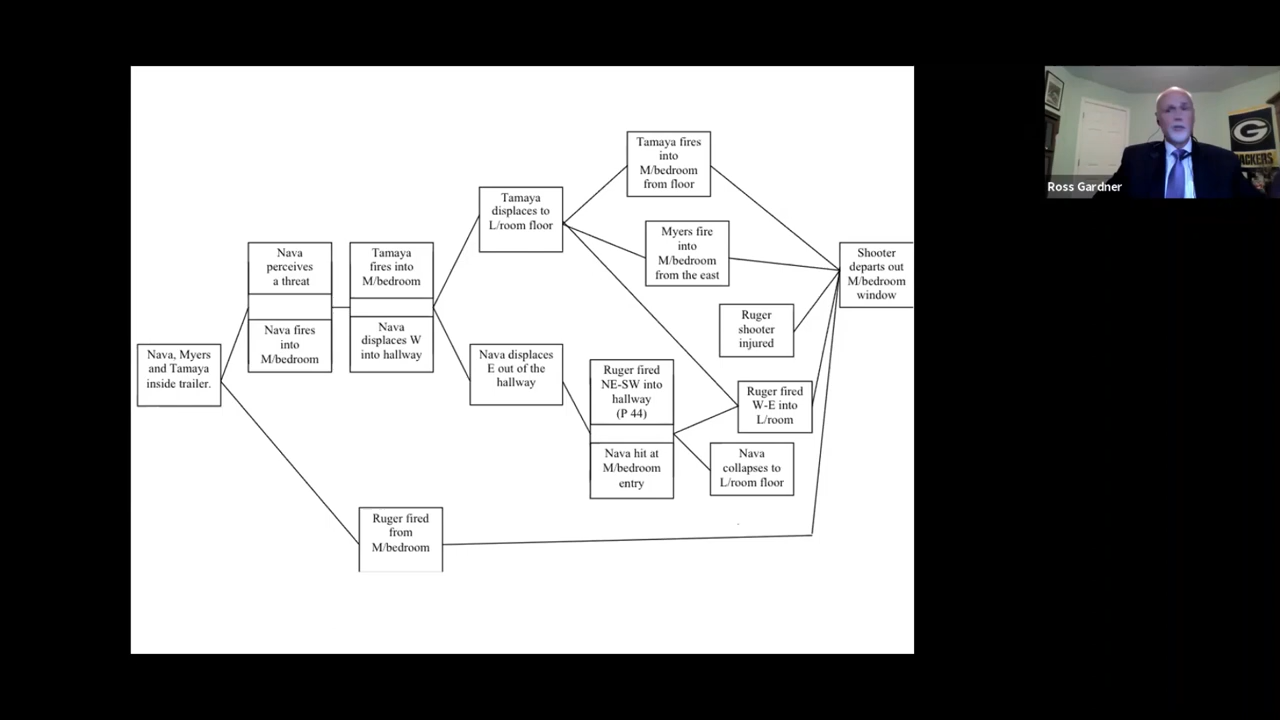 Nava, Myers
and Tamaya
inside trailer.
Nava
perceives
a threat
Nava fires
into
M/bedroom
Tamaya
fires into
M/bedroom
Nava
displaces W
into hallway
Ruger fired
from
M/bedroom
Tamaya
displaces to
L/room floor
Nava displaces
E out of the
hallway
Ruger fired
NE-SW into
hallway
(P 44)
Nava hit at
M/bedroom
entry
Tamaya fires
into
M/bedroom
from floor
Myers fire
into
M/bedroom
from the east
Ruger
shooter
injured
Ruger fired
W-E into
L/room
Nava
collapses to
L/room floor
Shooter
departs out
M/bedroom
window
Ross Gardner
G
PACKERS